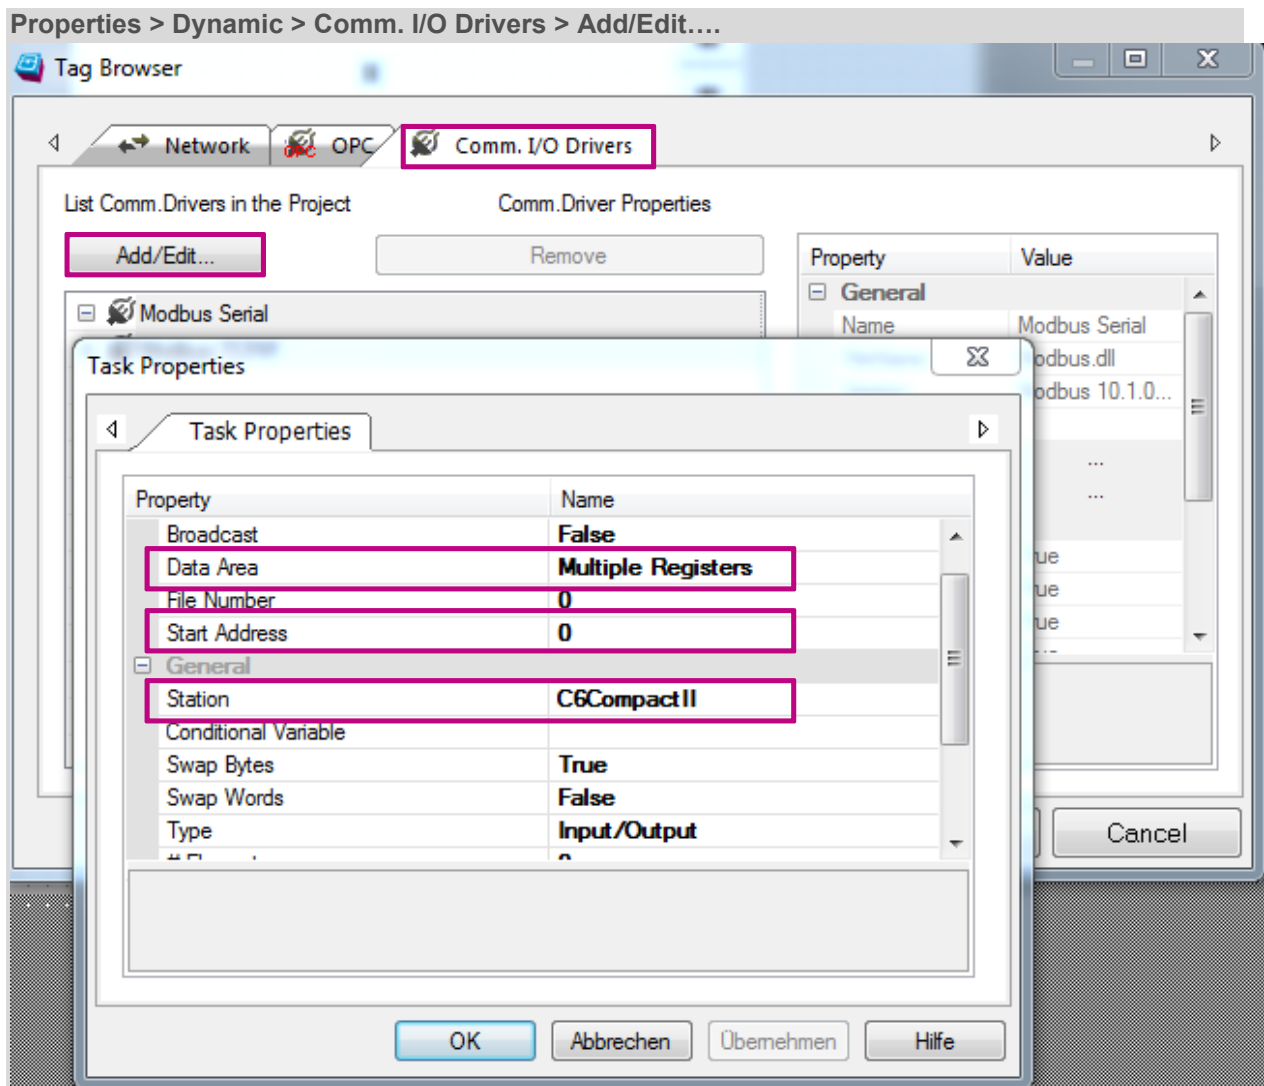 Properties > Dynamic > Comm. I/O Drivers > Add/Edit….
Tag Browser
Network OPC Comm. I/O Drivers
List Comm.Drivers in the Project Comm.Driver Properties
Add/Edit... Remove
Property Value
General
Modbus Serial
Name Modbus Serial
odbus.dll
odbus 10.1.0...
...
...
ue
ue
ue
Task Properties
Task Properties
Property Name
Broadcast False
Data Area Multiple Registers
File Number 0
Start Address 0
General
Station C6CompactII
Conditional Variable
Swap Bytes True
Swap Words False
Type Input/Output
Cancel
OK Abbrechen Übernehmen Hilfe